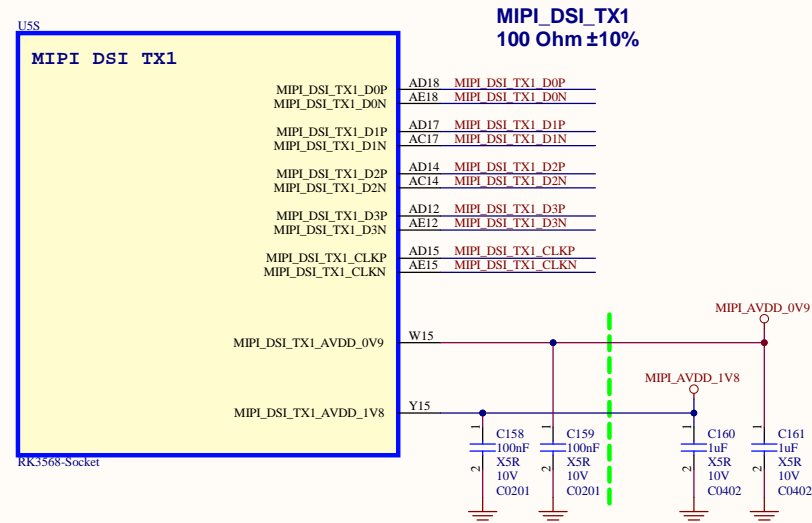 MIPI_DSI_TX1
100 Ohm ±10%
U5S
MIPI DSI TX1
MIPI_DSI_TX1_D0P AD18 MIPI_DSI_TX1_D0P
MIPI_DSI_TX1_D0N AE18 MIPI_DSI_TX1_D0N
MIPI_DSI_TX1_D1P AD17 MIPI_DSI_TX1_D1P
MIPI_DSI_TX1_D1N AC17 MIPI_DSI_TX1_D1N
MIPI_DSI_TX1_D2P AD14 MIPI_DSI_TX1_D2P
MIPI_DSI_TX1_D2N AC14 MIPI_DSI_TX1_D2N
MIPI_DSI_TX1_D3P AD12 MIPI_DSI_TX1_D3P
MIPI_DSI_TX1_D3N AE12 MIPI_DSI_TX1_D3N
MIPI_DSI_TX1_CLKP AD15 MIPI_DSI_TX1_CLKP
MIPI_DSI_TX1_CLKN AE15 MIPI_DSI_TX1_CLKN
MIPI_AVDD_0V9
MIPI_DSI_TX1_AVDD_0V9 W15
MIPI_AVDD_1V8
MIPI_DSI_TX1_AVDD_1V8 Y15
1 2
C158
100nF
X5R
10V
C0201
1 2
C159
100nF
X5R
10V
C0201
1 2
C160
1uF
X5R
10V
C0402
1 2
C161
1uF
X5R
10V
C0402
RK3568-Socket